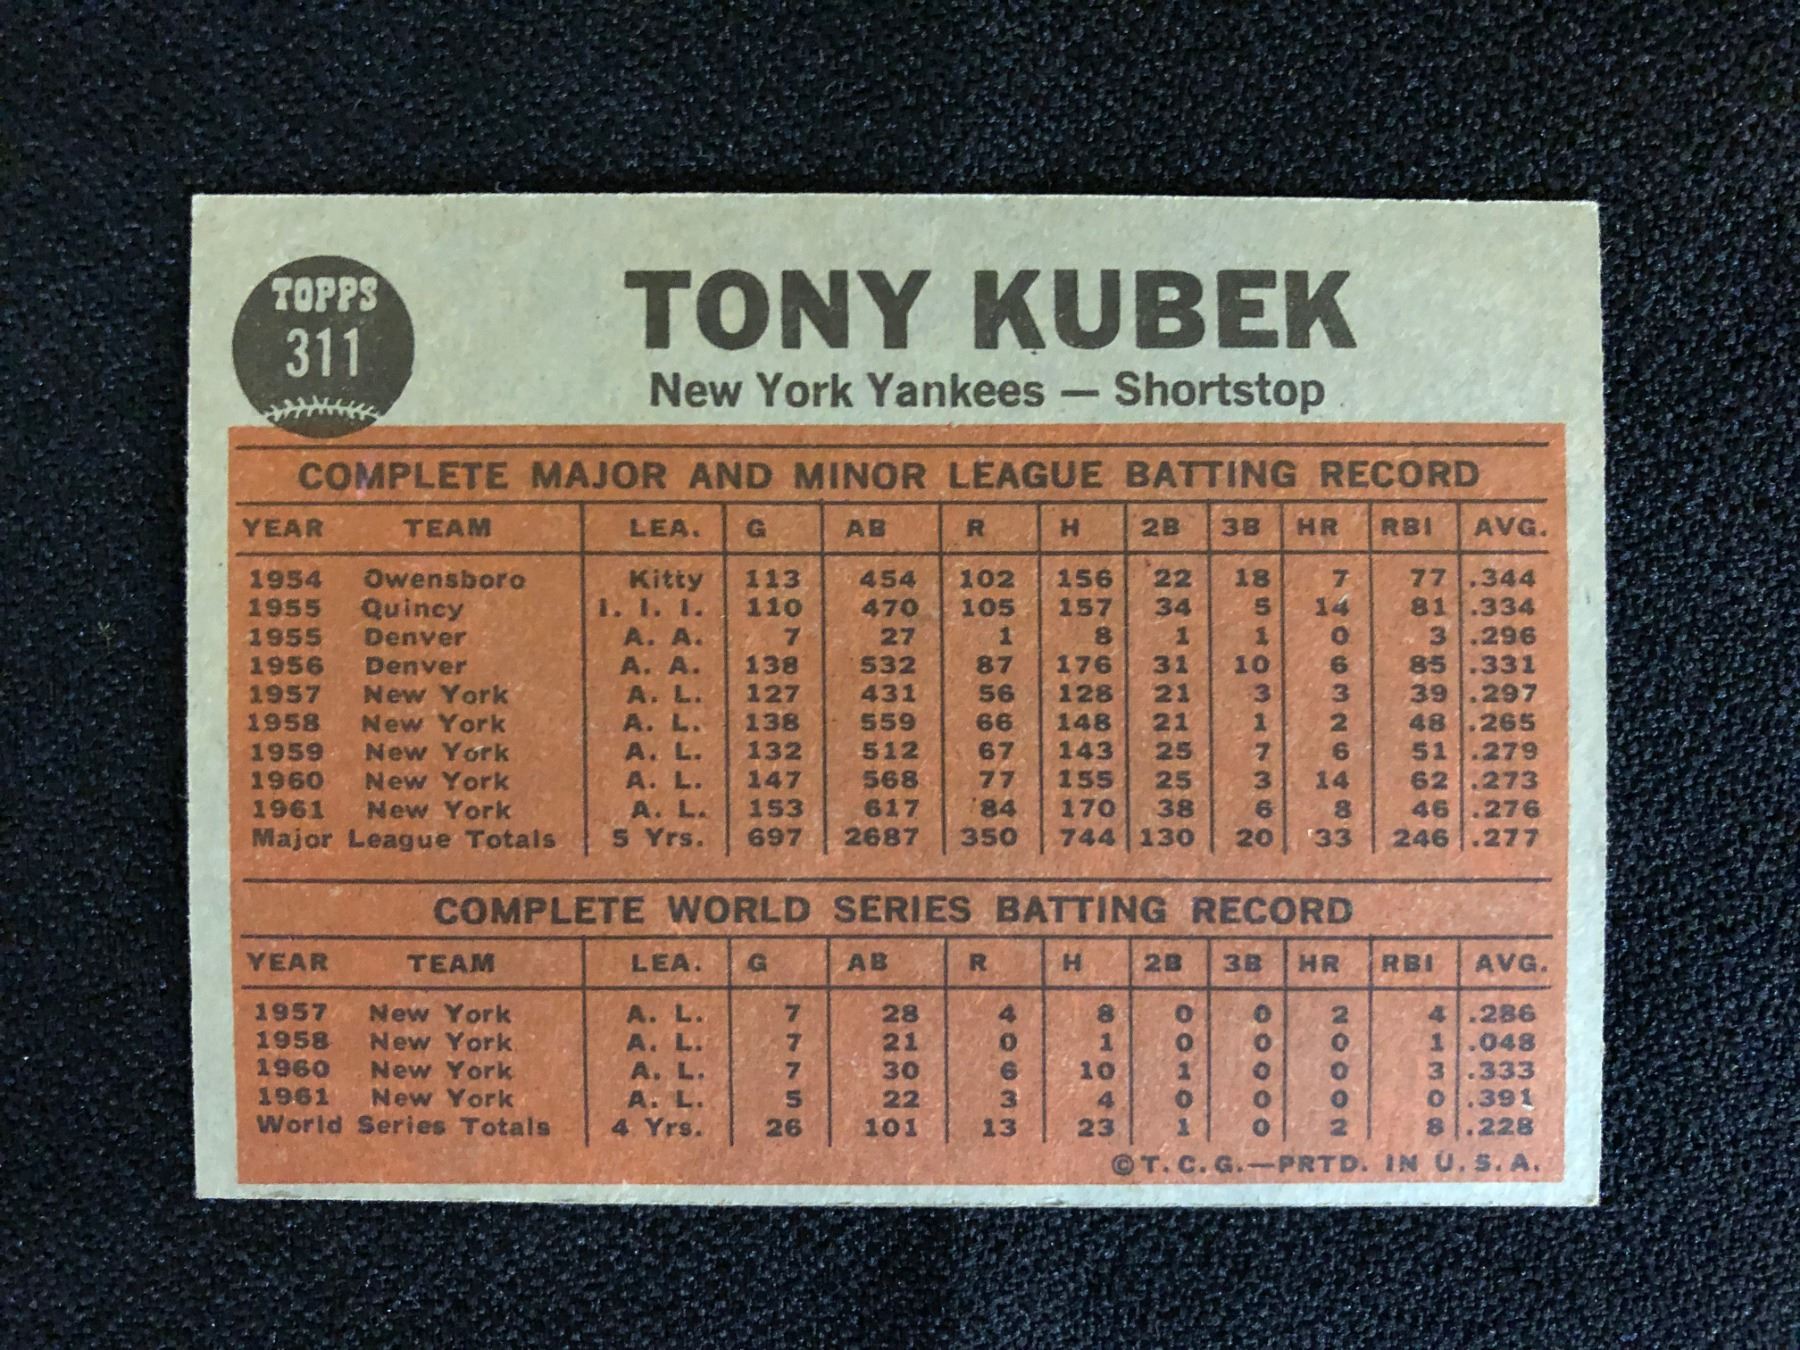 TOPPS
311
TONY KUBEK
New York Yankees — Shortstop
COMPLETE MAJOR AND MINOR LEAGUE BATTING RECORD
YEAR TEAM LEA. G AB R H 2B 3B HR RBI AVG.
1954 Owensboro Kitty 113 454 102 156 22 18 7 77 .344
1955 Quincy I. I. I. 110 470 105 157 34 5 14 81 .334
1955 Denver A. A. 7 27 1 8 1 1 0 3 .296
1956 Denver A. A. 138 532 87 176 31 10 6 85 .331
1957 New York A. L. 127 431 56 128 21 3 3 39 .297
1958 New York A. L. 138 559 66 148 21 1 2 48 .265
1959 New York A. L. 132 512 67 143 25 7 6 51 .279
1960 New York A. L. 147 568 77 155 25 3 14 62 .273
1961 New York A. L. 153 617 84 170 38 6 8 46 .276
Major League Totals 5 Yrs. 697 2687 350 744 130 20 33 246 .277
COMPLETE WORLD SERIES BATTING RECORD
YEAR TEAM LEA. G AB R H 2B 3B HR RBI AVG.
1957 New York A. L. 7 28 4 8 0 0 2 4 .286
1958 New York A. L. 7 21 0 1 0 0 0 1 .048
1960 New York A. L. 7 30 6 10 1 0 0 3 .333
1961 New York A. L. 5 22 3 4 0 0 0 0 .391
World Series Totals 4 Yrs. 26 101 13 23 1 0 2 8 .228
©T.C.G.—PRTD. IN U.S.A.